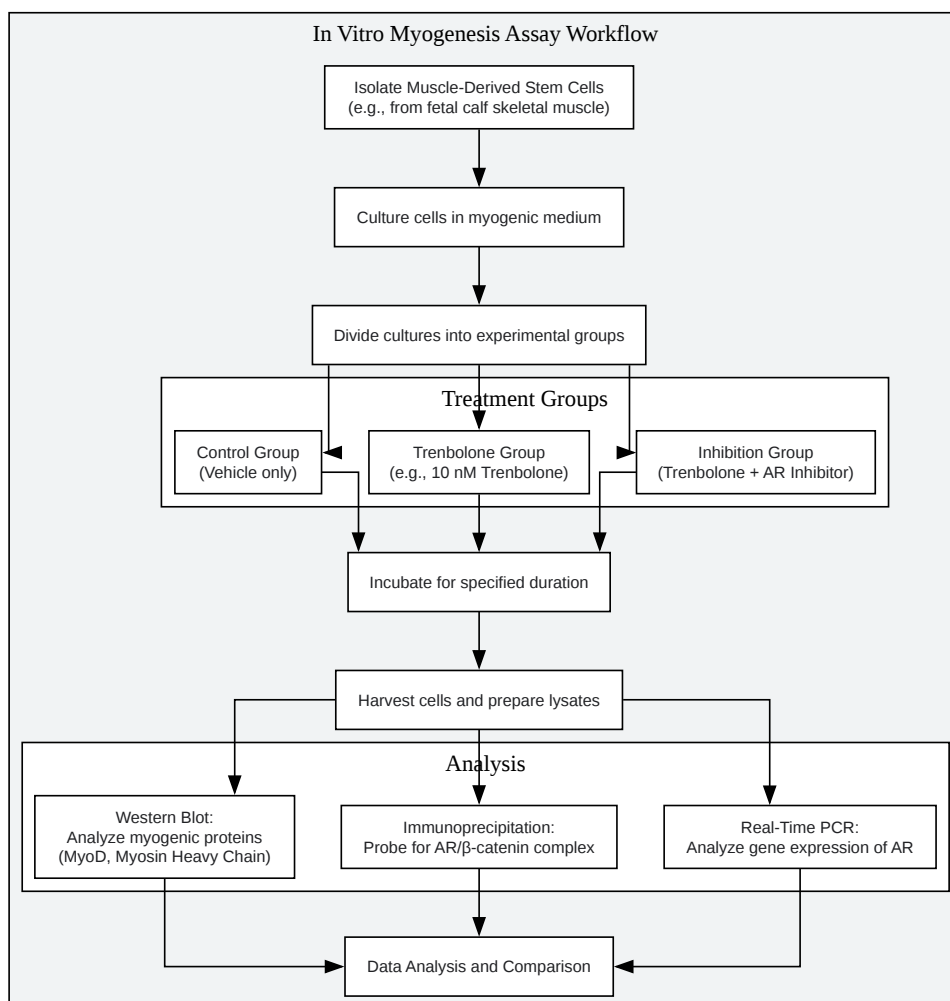 In Vitro Myogenesis Assay Workflow
Isolate Muscle-Derived Stem Cells
(e.g., from fetal calf skeletal muscle)
Culture cells in myogenic medium
Divide cultures into experimental groups
Treatment Groups
Control Group
(Vehicle only)
Trenbolone Group
(e.g., 10 nM Trenbolone)
Inhibition Group
(Trenbolone + AR Inhibitor)
Incubate for specified duration
Harvest cells and prepare lysates
Analysis
Western Blot:
Analyze myogenic proteins
(MyoD, Myosin Heavy Chain)
Immunoprecipitation:
Probe for AR/β-catenin complex
Real-Time PCR:
Analyze gene expression of AR
Data Analysis and Comparison